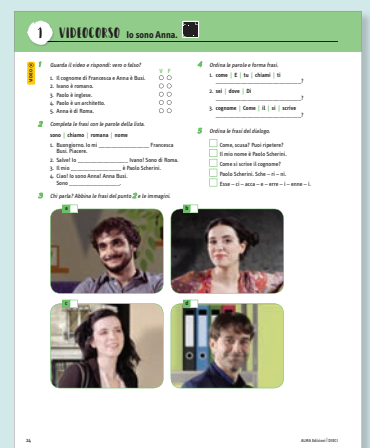 1 VIDEOCORSO Io sono Anna.
VIDEO
1 Guarda il video e rispondi: vero o falso?
V F
1. Il cognome di Francesca e Anna è Busi.
2. Ivano è romano.
3. Paolo è inglese.
4. Paolo è un architetto.
5. Anna è di Roma.
2 Completa le frasi con le parole della lista.
sono | chiamo | romana | nome
1. Buongiorno, io mi ____________ Francesca
Busi. Piacere.
2. Salve! Io ____________ Ivano! Sono di Roma.
3. Il mio ____________ è Paolo Scherini.
4. Ciao! Io sono Anna! Anna Busi.
Sono ____________.
3 Chi parla? Abbina le frasi del punto 2 e le immagini.
a
b
c
d
4 Ordina le parole e forma frasi.
1. come | E | tu | chiami | ti
____________?
2. sei | dove | Di
____________?
3. cognome | Come | il | si | scrive
____________?
5 Ordina le frasi del dialogo.
Come, scusa? Puoi ripetere?
Il mio nome è Paolo Scherini.
Come si scrive il cognome?
Paolo Scherini. Sche – ri – ni.
Esse – ci – acca – e – erre – i – enne – i.
24
ALMA Edizioni | DIECI